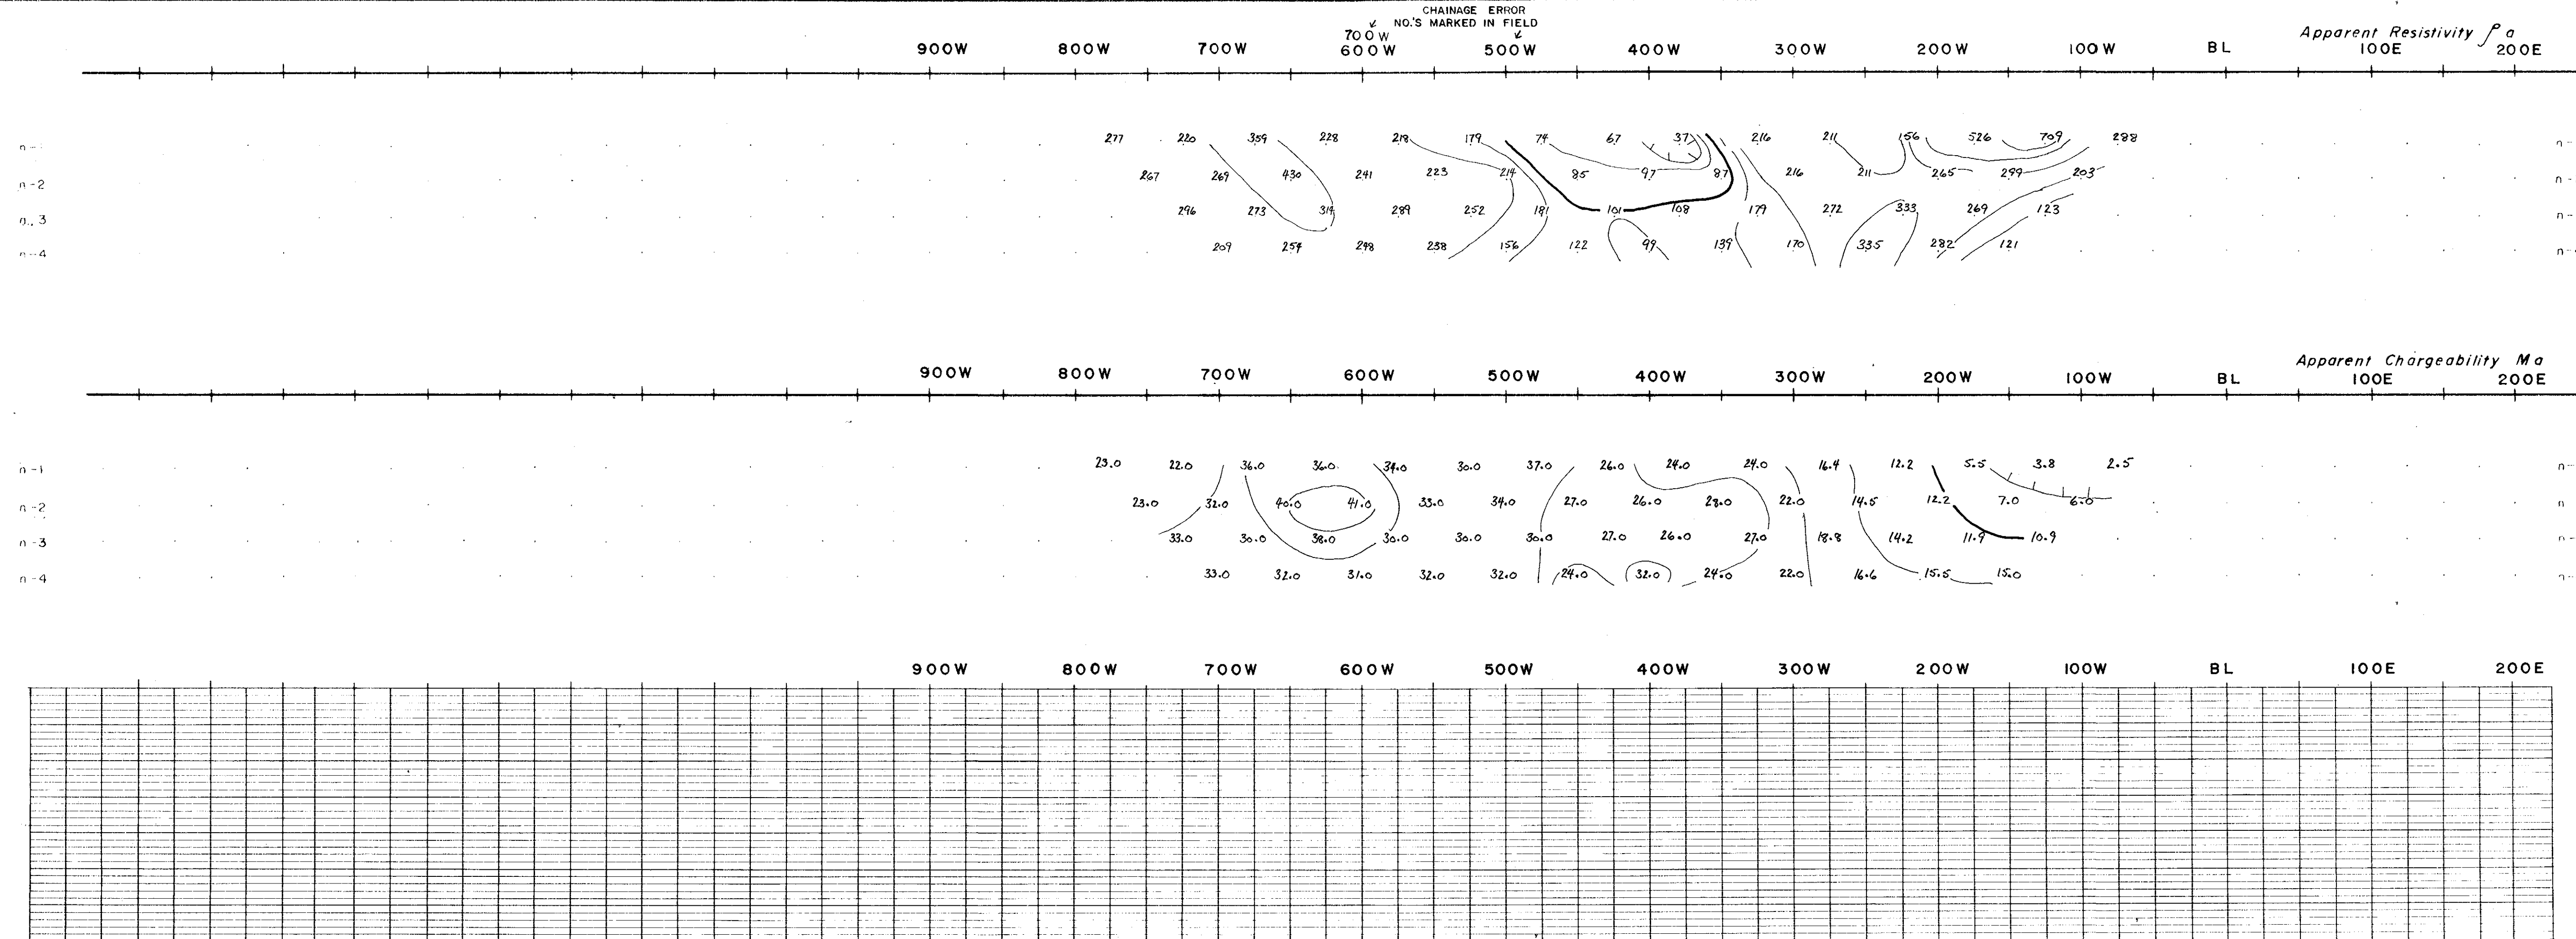 CHAINAGE ERROR
NO.'S MARKED IN FIELD
700W
Apparent Resistivity ρ a
900W 800W 700W 600W 500W 400W 300W 200W 100W BL 100E 200E
n-1 277 220 359 228 218 179 74 67 37 216 211 156 526 709 288 n-
n-2 267 269 430 241 223 214 85 97 87 216 211 265 299 203 n-
n-3 296 273 314 289 252 181 101 108 179 272 333 269 123 n-
n-4 209 254 248 238 156 122 99 139 170 335 282 121 n-
Apparent Chargeability Ma
900W 800W 700W 600W 500W 400W 300W 200W 100W BL 100E 200E
n-1 23.0 22.0 36.0 36.0 34.0 30.0 37.0 26.0 24.0 24.0 16.4 12.2 5.5 3.8 2.5 n-
n-2 23.0 32.0 40.0 41.0 33.0 34.0 27.0 26.0 28.0 22.0 14.5 12.2 7.0 6.0 n
n-3 33.0 30.0 38.0 30.0 30.0 30.0 27.0 26.0 27.0 18.8 14.2 11.9 10.9 n-
n-4 33.0 32.0 31.0 32.0 32.0 24.0 32.0 24.0 22.0 16.6 15.5 15.0 n-
900W 800W 700W 600W 500W 400W 300W 200W 100W BL 100E 200E